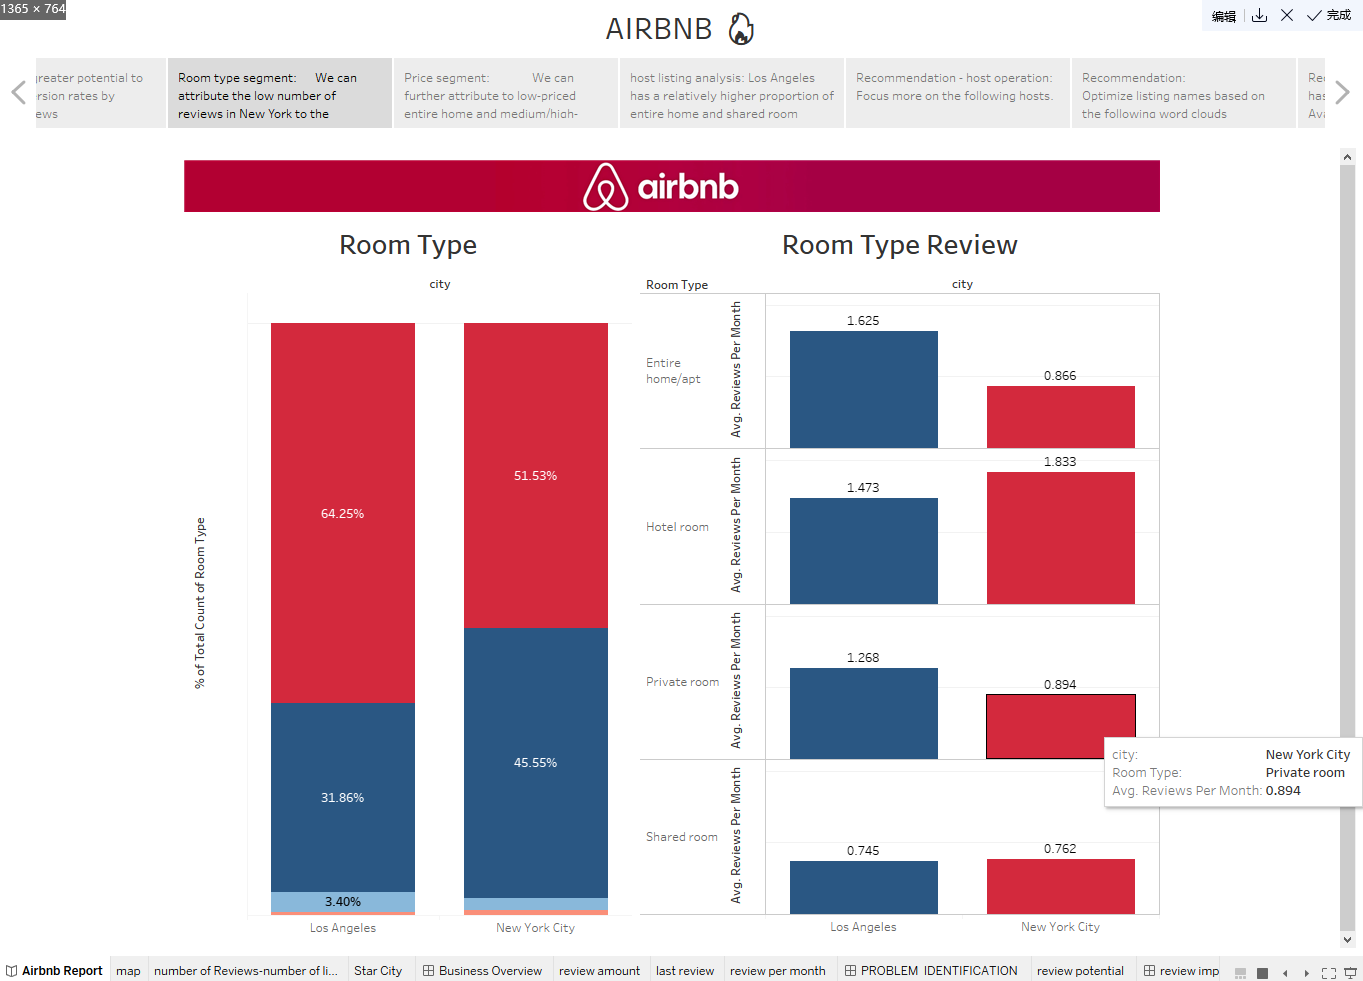 1365 × 764
编辑
完成
AIRBNB
greater potential to
rsion rates by
ews
Room type segment: We can
attribute the low number of
reviews in New York to the
Price segment: We can
further attribute to low-priced
entire home and medium/high-
host listing analysis: Los Angeles
has a relatively higher proportion of
entire home and shared room
Recommendation - host operation:
Focus more on the following hosts.
Recommendation:
Optimize listing names based on
the following word clouds
Rec
has
Ava
airbnb
Room Type
city
% of Total Count of Room Type
64.25%
51.53%
31.86%
45.55%
3.40%
Los Angeles
New York City
Room Type Review
Room Type
city
Entire
home/apt
Avg. Reviews Per Month
1.625
0.866
Hotel room
Avg. Reviews Per Month
1.473
1.833
Private room
Avg. Reviews Per Month
1.268
0.894
city: New York City
Room Type: Private room
Avg. Reviews Per Month: 0.894
Shared room
Avg. Reviews Per Month
0.745
0.762
Los Angeles
New York City
Airbnb Report
map
number of Reviews-number of li...
Star City
Business Overview
review amount
last review
review per month
PROBLEM IDENTIFICATION
review potential
review imp